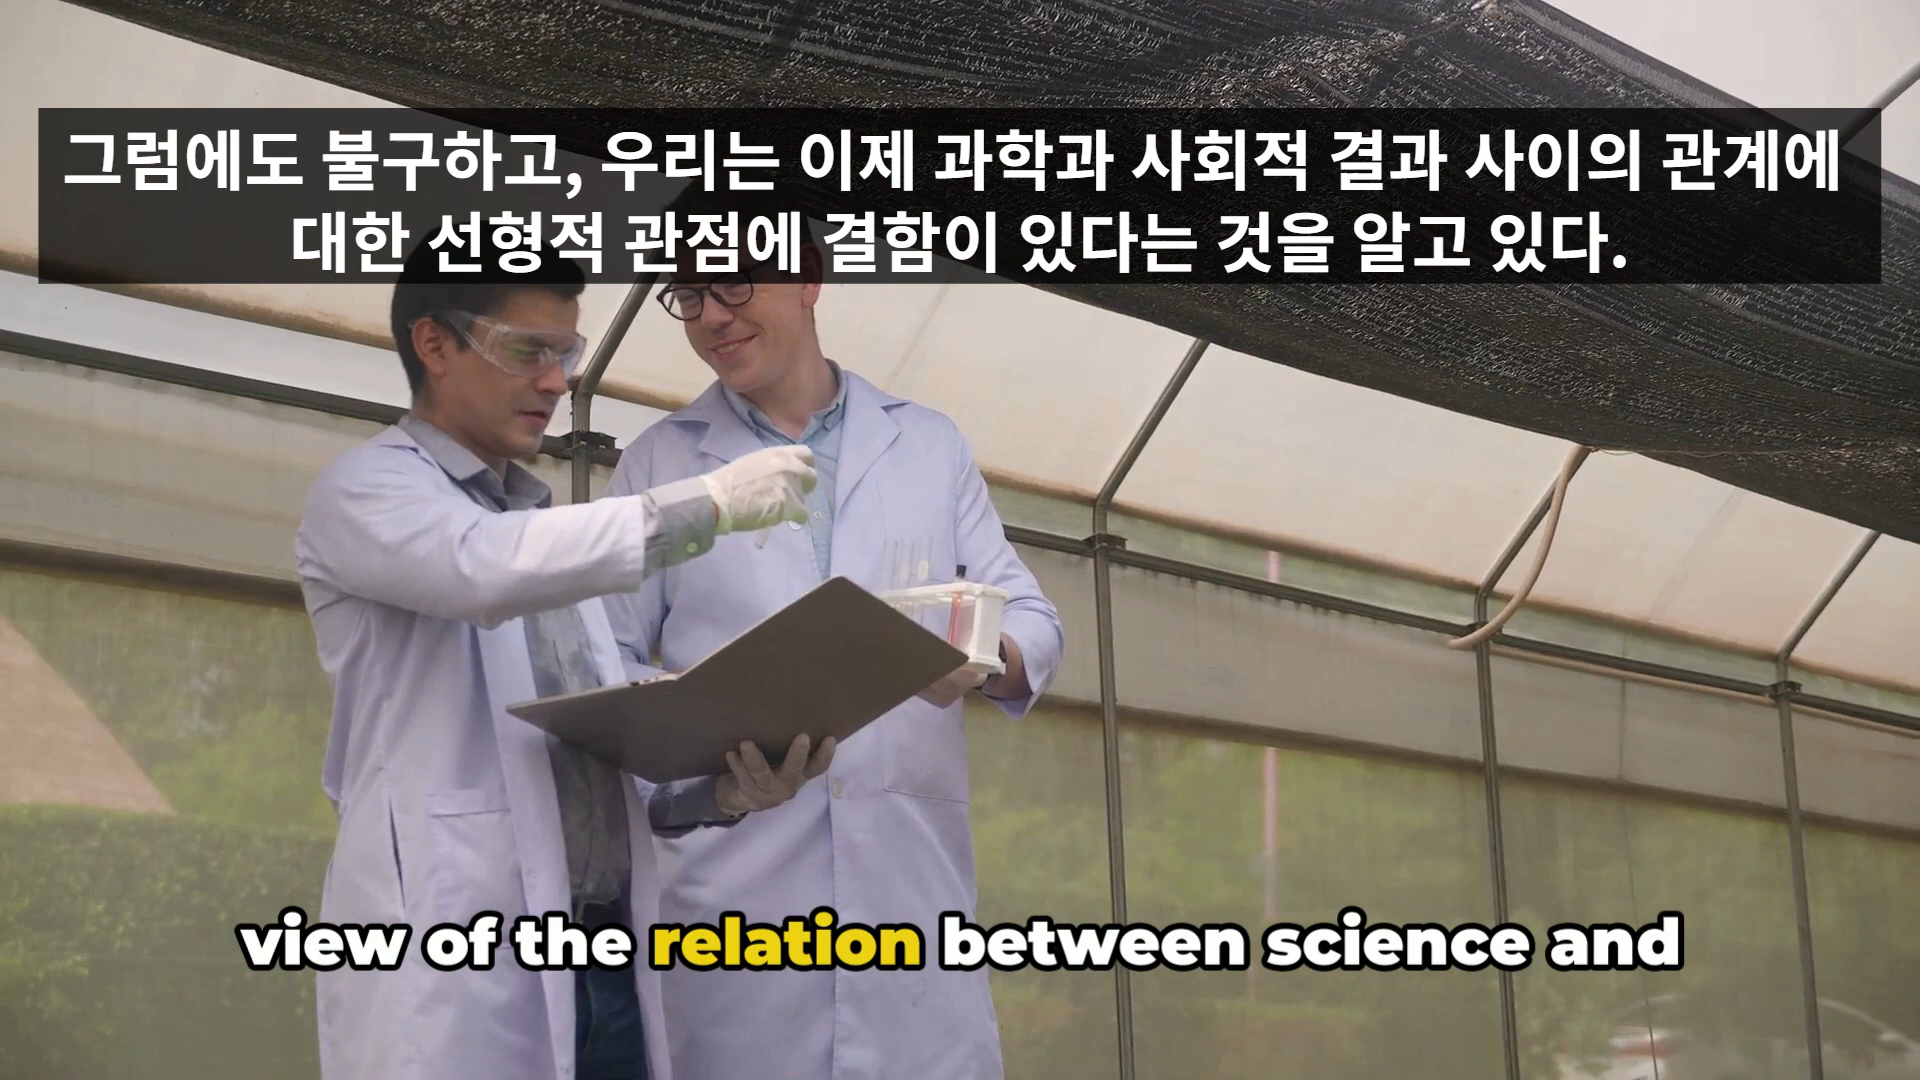 그럼에도 불구하고, 우리는 이제 과학과 사회적 결과 사이의 관계에
대한 선형적 관점에 결함이 있다는 것을 알고 있다.
view of the relation between science and